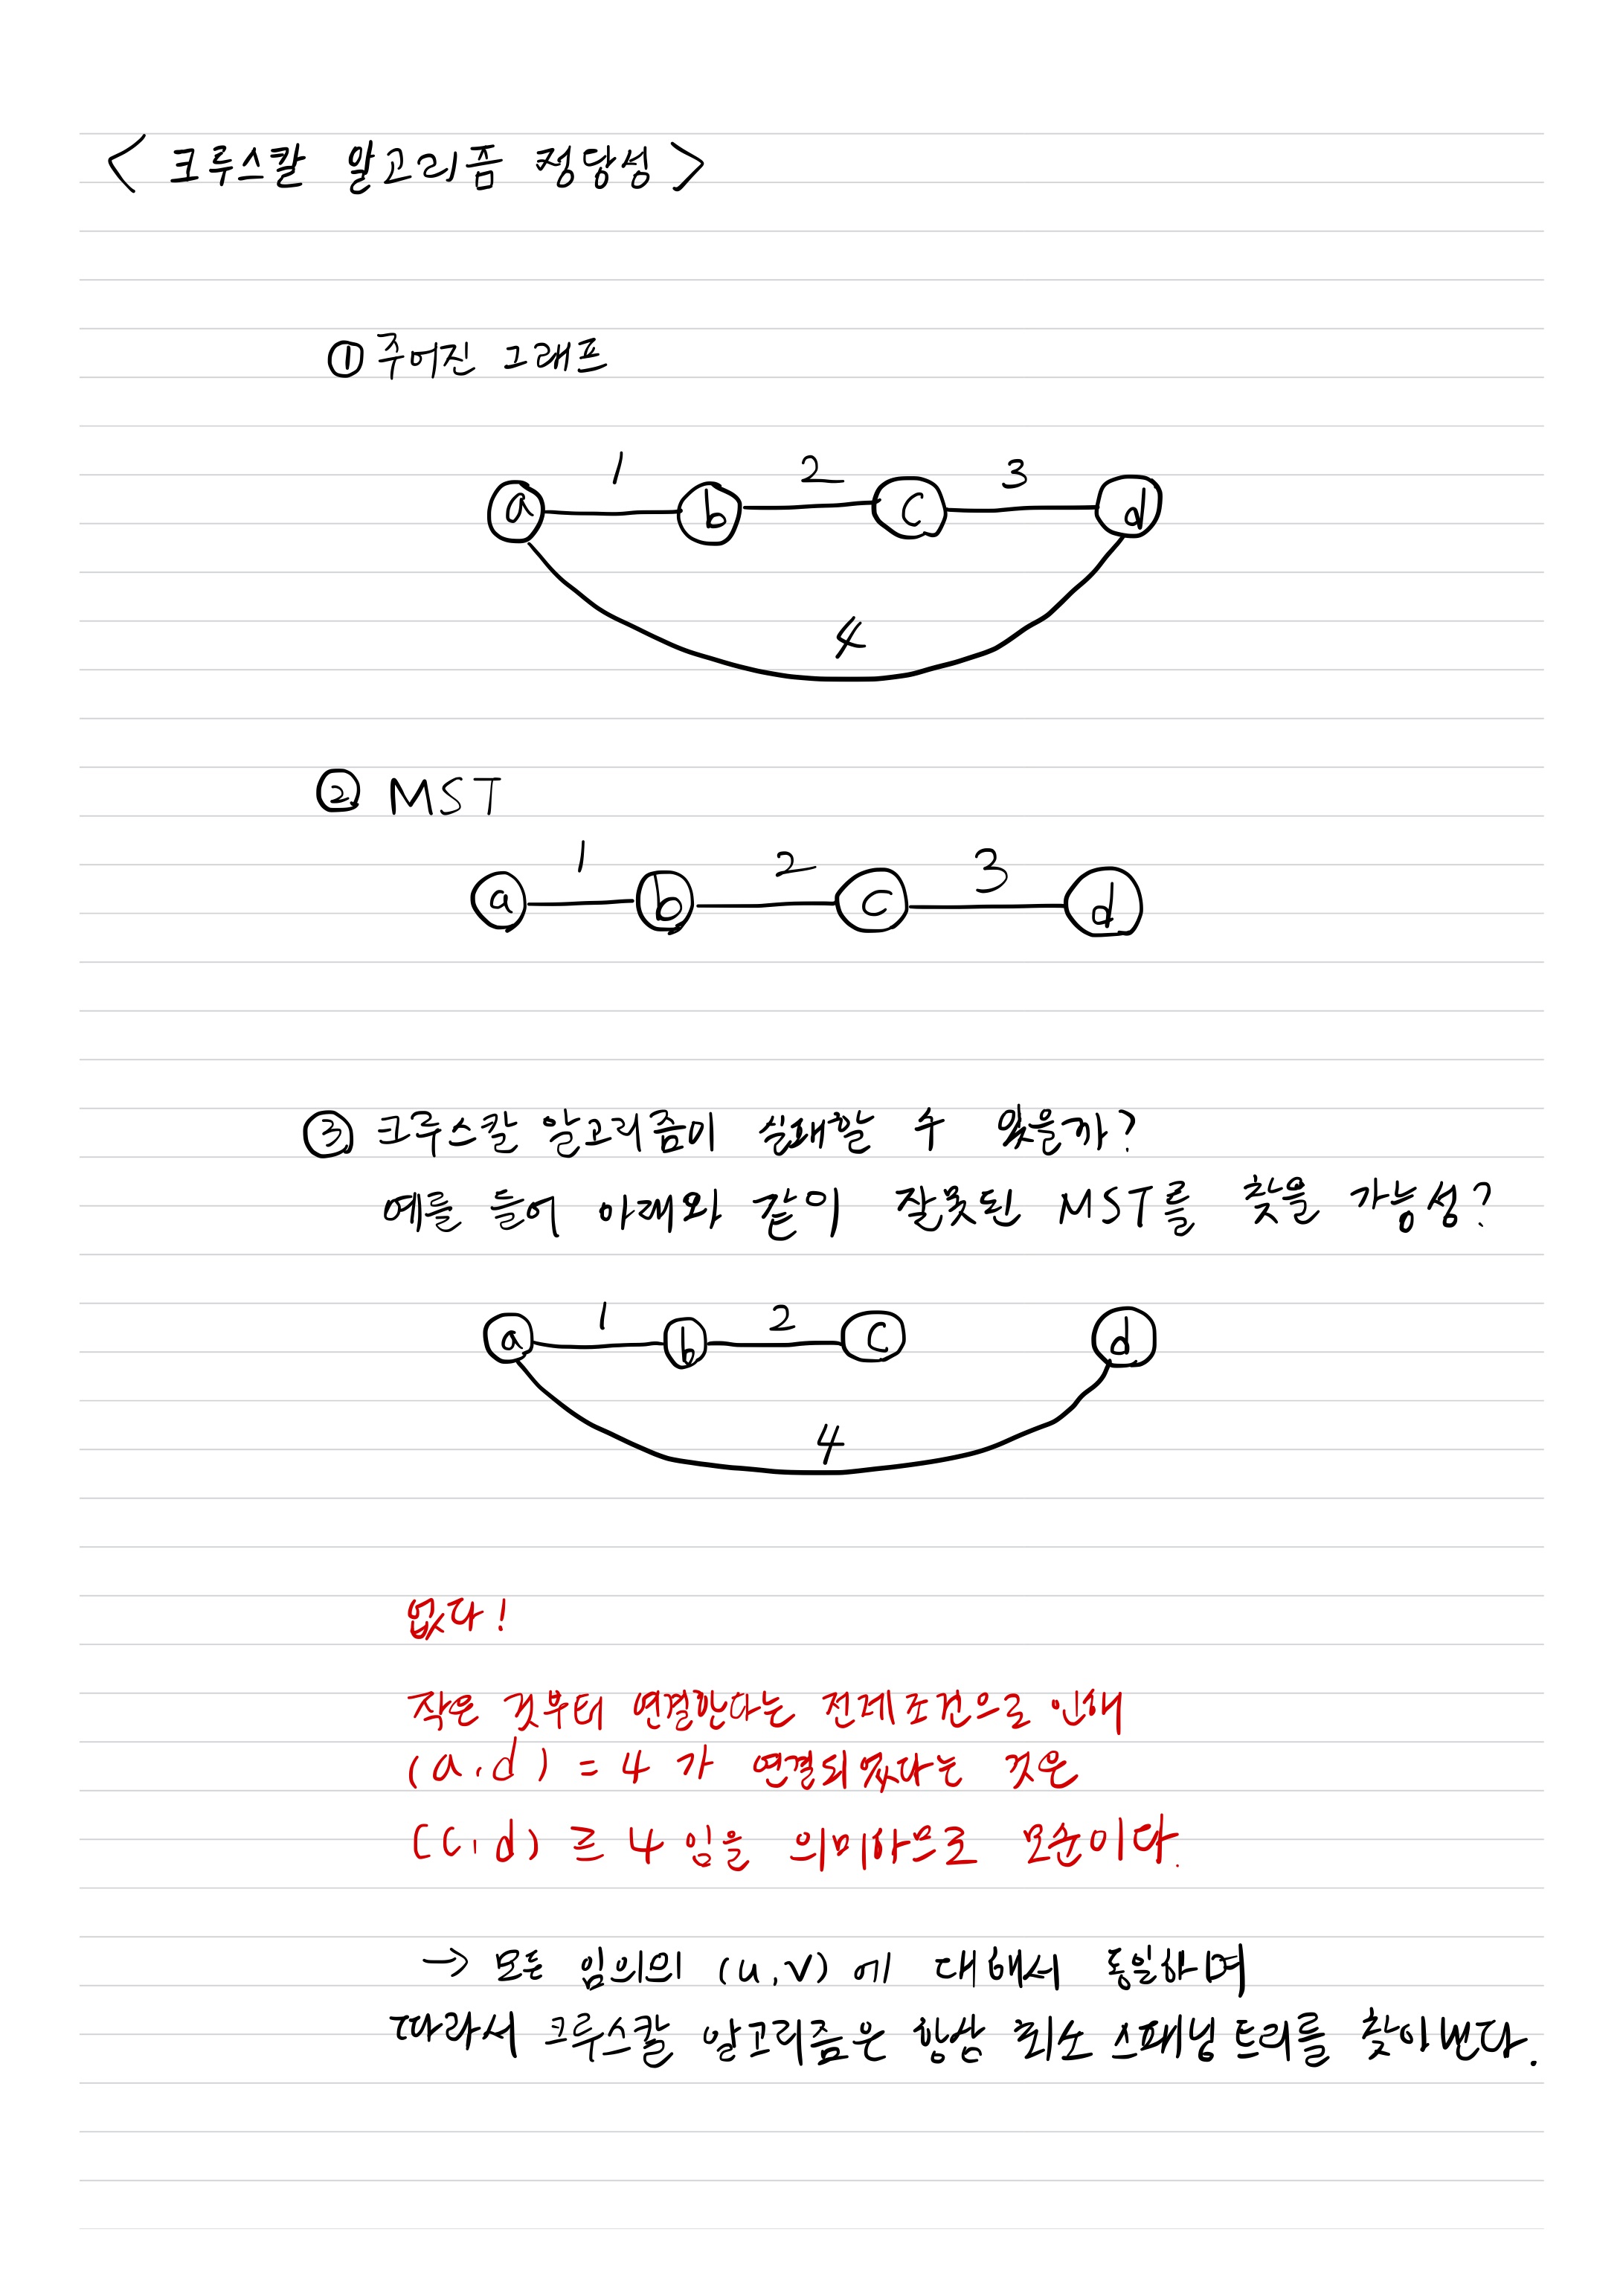 < 크루스칼 알고리즘 정당성 >
① 주어진 그래프
1 2 3
a b c d
4
② MST
1 2 3
a b c d
③ 크루스칼 알고리즘이 실패할 수 있을까?
예를 들어 아래와 같이 잘못된 MST를 찾을 가능성?
1 2
a b c d
4
없다!
작은 것부터 연결한다는 전제조건으로 인해
(a,d) = 4 가 연결되있다는 것은
(c,d) = 4 임을 의미하므로 모순이다.
→ 모든 임의의 (u,v) 에 대해서 동일하며
따라서 크루스칼 알고리즘은 항상 최소 스패닝 트리를 찾아낸다.